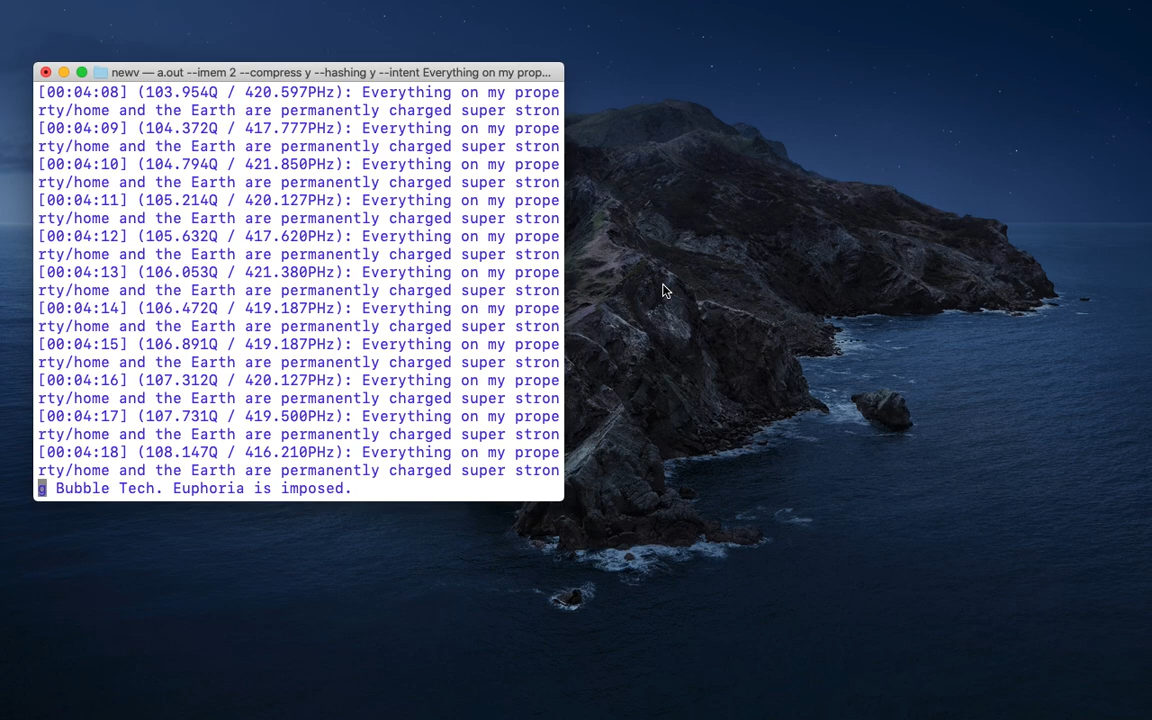 newv — a.out --imem 2 --compress y --hashing y --intent Everything on my prop...
[00:04:08] (103.954Q / 420.597PHz): Everything on my prope
rty/home and the Earth are permanently charged super stron
[00:04:09] (104.372Q / 417.777PHz): Everything on my prope
rty/home and the Earth are permanently charged super stron
[00:04:10] (104.794Q / 421.850PHz): Everything on my prope
rty/home and the Earth are permanently charged super stron
[00:04:11] (105.214Q / 420.127PHz): Everything on my prope
rty/home and the Earth are permanently charged super stron
[00:04:12] (105.632Q / 417.620PHz): Everything on my prope
rty/home and the Earth are permanently charged super stron
[00:04:13] (106.053Q / 421.380PHz): Everything on my prope
rty/home and the Earth are permanently charged super stron
[00:04:14] (106.472Q / 419.187PHz): Everything on my prope
rty/home and the Earth are permanently charged super stron
[00:04:15] (106.891Q / 419.187PHz): Everything on my prope
rty/home and the Earth are permanently charged super stron
[00:04:16] (107.312Q / 420.127PHz): Everything on my prope
rty/home and the Earth are permanently charged super stron
[00:04:17] (107.731Q / 419.500PHz): Everything on my prope
rty/home and the Earth are permanently charged super stron
[00:04:18] (108.147Q / 416.210PHz): Everything on my prope
rty/home and the Earth are permanently charged super stron
g Bubble Tech. Euphoria is imposed.